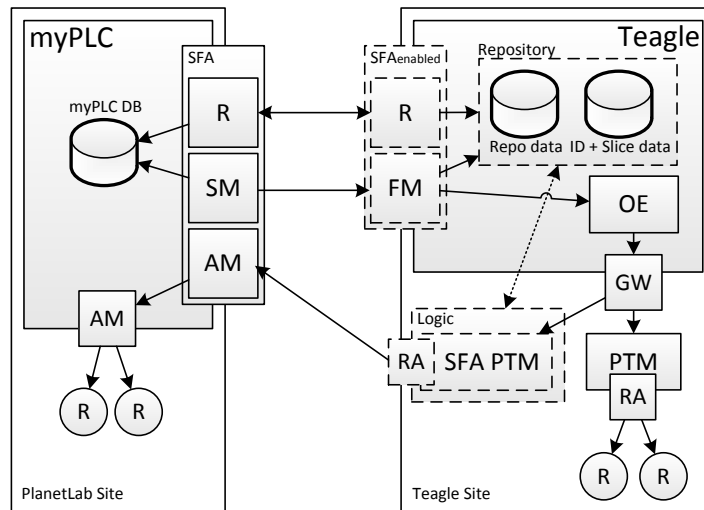 myPLC
SFA
myPLC DB
R
SM
AM
AM
R R
PlanetLab Site
Teagle
SFAenabled
Repository
R
Repo data ID + Slice data
FM
OE
GW
Logic
RA
SFA PTM
PTM
RA
R R
Teagle Site